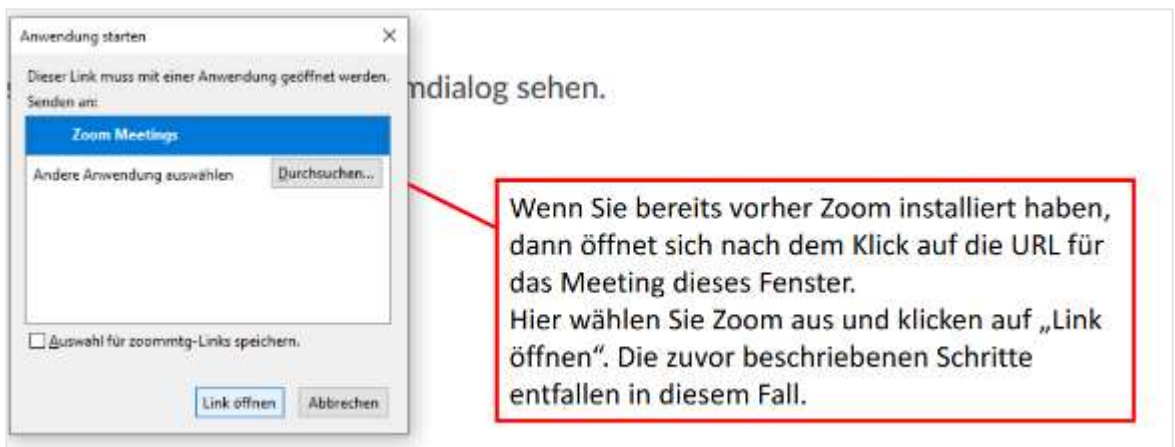 Anwendung starten
Dieser Link muss mit einer Anwendung geöffnet werden.
Senden an:
Zoom Meetings
Andere Anwendung auswählen Durchsuchen...
Auswahl für zoommtg-Links speichern.
Link öffnen Abbrechen
sehen.
Wenn Sie bereits vorher Zoom installiert haben,
dann öffnet sich nach dem Klick auf die URL für
das Meeting dieses Fenster.
Hier wählen Sie Zoom aus und klicken auf „Link
öffnen“. Die zuvor beschriebenen Schritte
entfallen in diesem Fall.